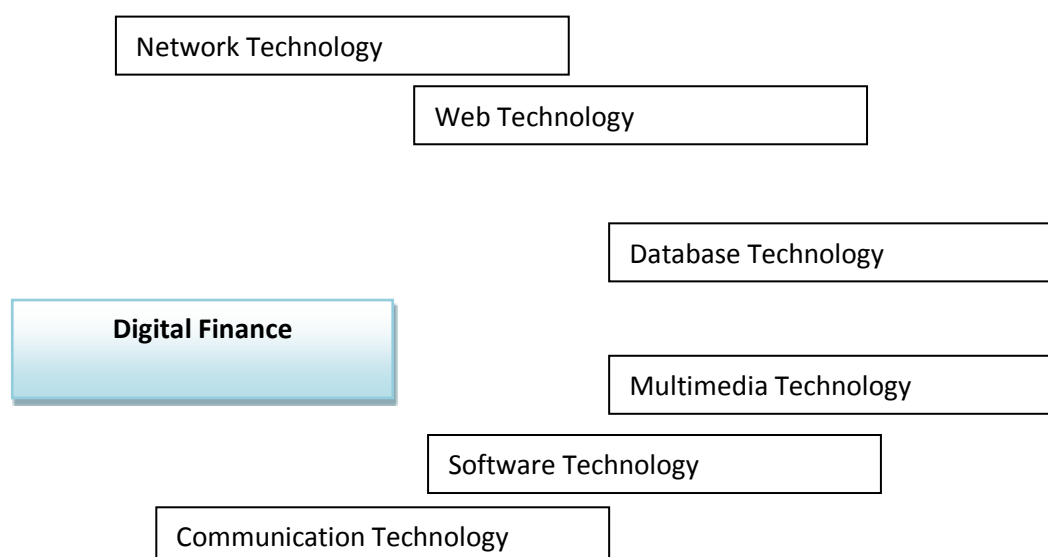 Network Technology
Web Technology
Database Technology
Digital Finance
Multimedia Technology
Software Technology
Communication Technology